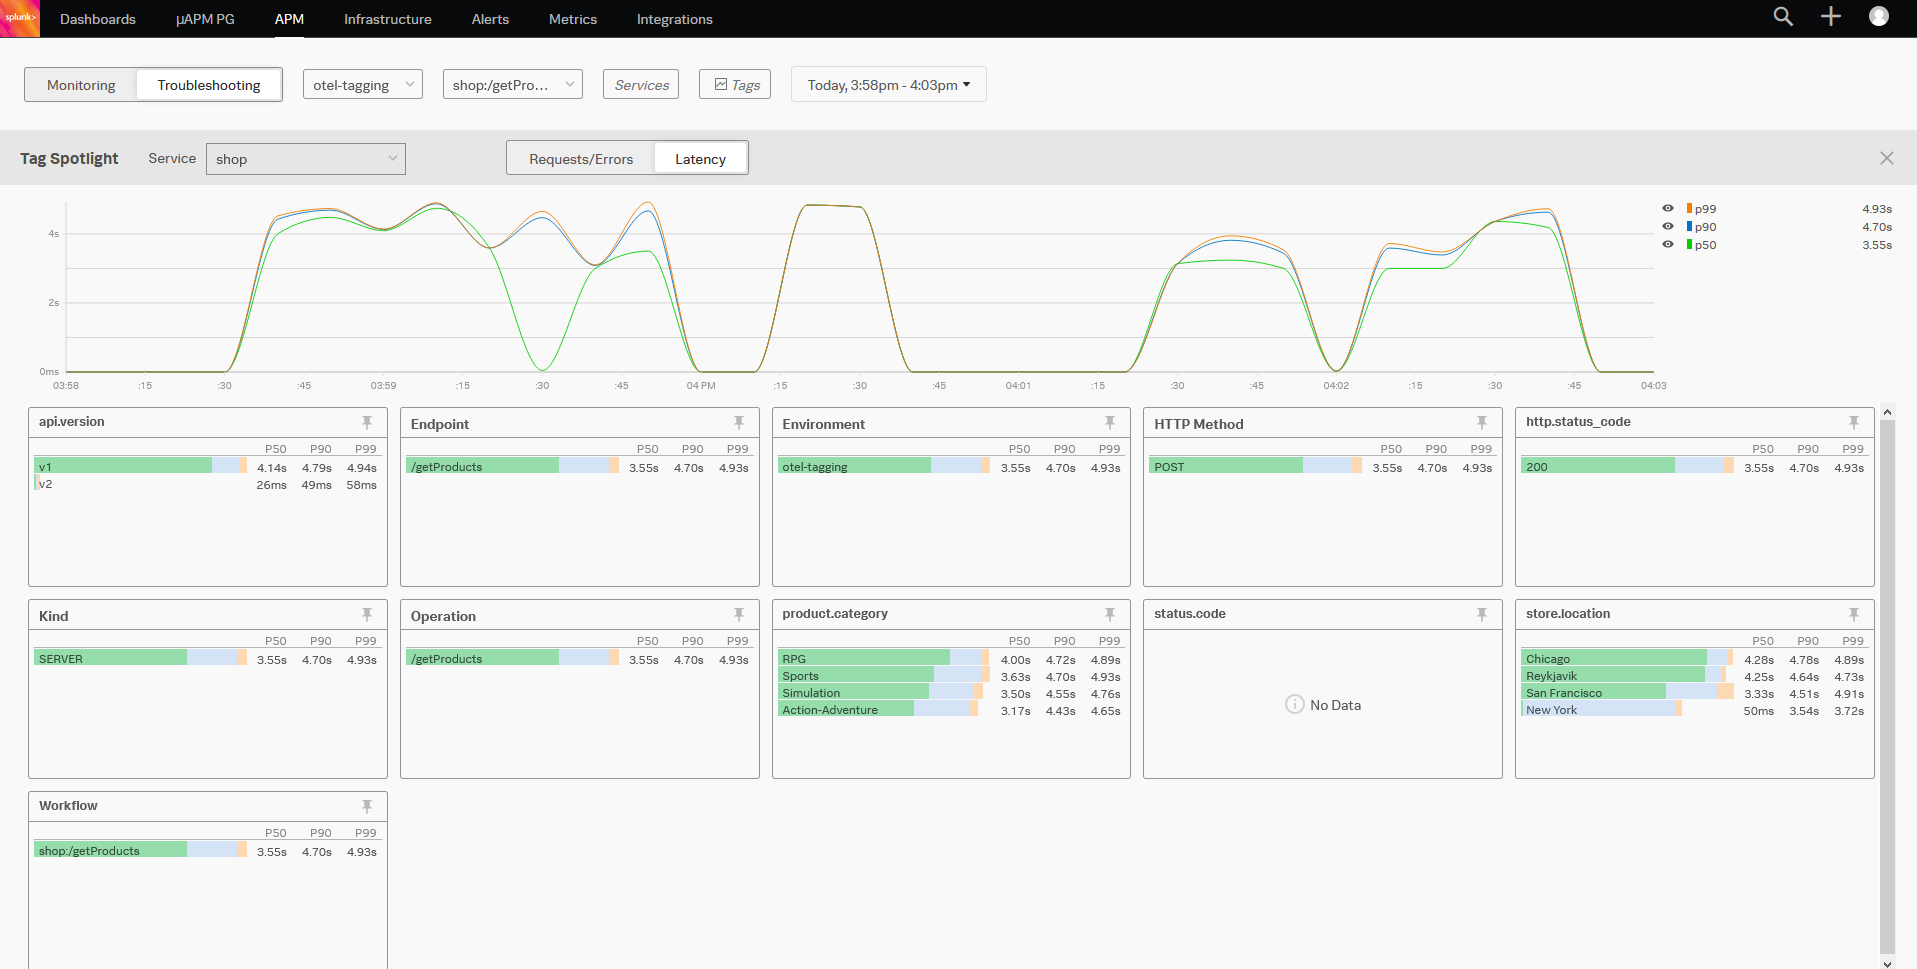 splunk> Dashboards µAPM PG APM Infrastructure Alerts Metrics Integrations
Monitoring Troubleshooting otel-tagging shop:/getPro... Services Tags Today, 3:58pm - 4:03pm
Tag Spotlight Service shop Requests/Errors Latency
4s
2s
0ms
03:58 :15 :30 :45 03:59 :15 :30 :45 04 PM :15 :30 :45 04:01 :15 :30 :45 04:02 :15 :30 :45 04:03
p99 4.93s
p90 4.70s
p50 3.55s
api.version
P50 P90 P99
v1 4.14s 4.79s 4.94s
v2 26ms 49ms 58ms
Endpoint
P50 P90 P99
/getProducts 3.55s 4.70s 4.93s
Environment
P50 P90 P99
otel-tagging 3.55s 4.70s 4.93s
HTTP Method
P50 P90 P99
POST 3.55s 4.70s 4.93s
http.status_code
P50 P90 P99
200 3.55s 4.70s 4.93s
Kind
P50 P90 P99
SERVER 3.55s 4.70s 4.93s
Operation
P50 P90 P99
/getProducts 3.55s 4.70s 4.93s
product.category
P50 P90 P99
RPG 4.00s 4.72s 4.89s
Sports 3.63s 4.70s 4.93s
Simulation 3.50s 4.55s 4.76s
Action-Adventure 3.17s 4.43s 4.65s
status.code
No Data
store.location
P50 P90 P99
Chicago 4.28s 4.78s 4.89s
Reykjavik 4.25s 4.64s 4.73s
San Francisco 3.33s 4.51s 4.91s
New York 50ms 3.54s 3.72s
Workflow
P50 P90 P99
shop:/getProducts 3.55s 4.70s 4.93s